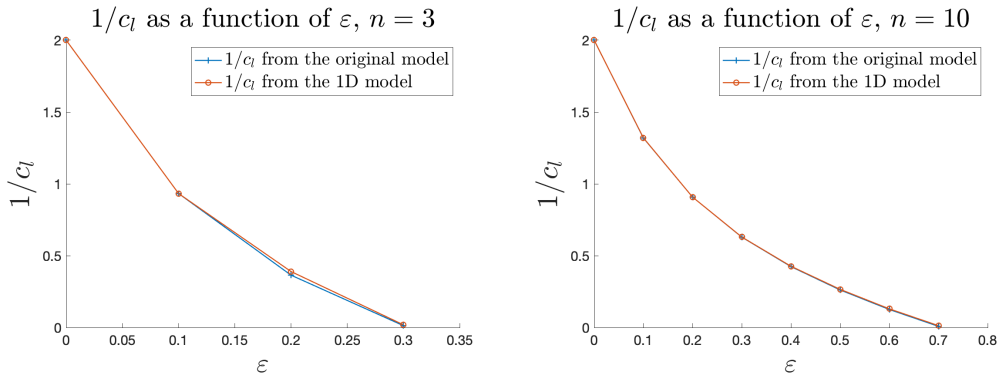 1/c_l as a function of ε, n = 3
2
1/c_l from the original model
1/c_l from the 1D model
1.5
1
0.5
0
1/c_l
0
0.05
0.1
0.15
0.2
0.25
0.3
0.35
ε
1/c_l as a function of ε, n = 10
2
1/c_l from the original model
1/c_l from the 1D model
1.5
1
0.5
0
1/c_l
0
0.1
0.2
0.3
0.4
0.5
0.6
0.7
0.8
ε